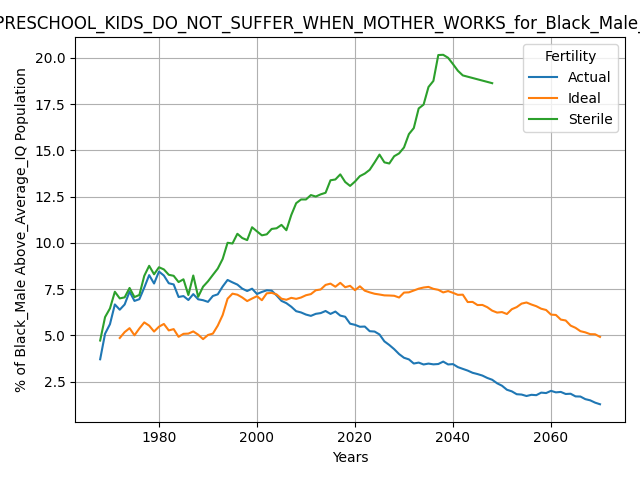 PRESCHOOL_KIDS_DO_NOT_SUFFER_WHEN_MOTHER_WORKS_for_Black_Male_
% of Black_Male Above_Average_IQ Population
20.0
17.5
15.0
12.5
10.0
7.5
5.0
2.5
Fertility
Actual
Ideal
Sterile
1980 2000 2020 2040 2060
Years